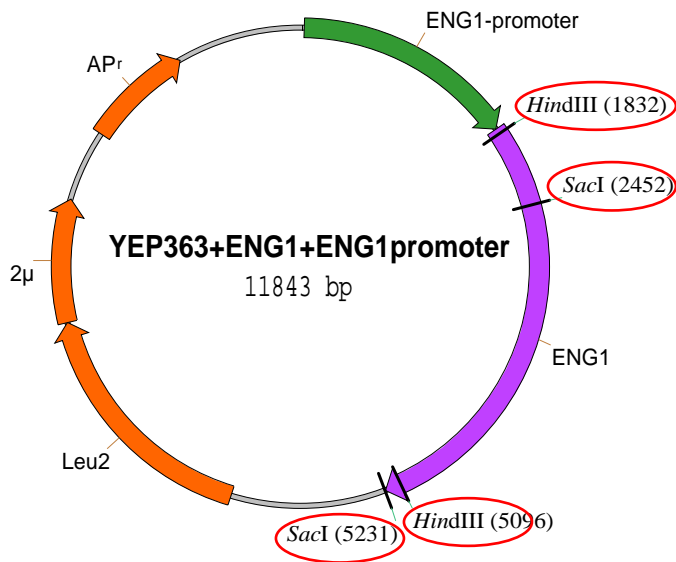 ENG1-promoter
APr
HindIII (1832)
SacI (2452)
YEP363+ENG1+ENG1promoter
11843 bp
2µ
ENG1
Leu2
HindIII (5096)
SacI (5231)